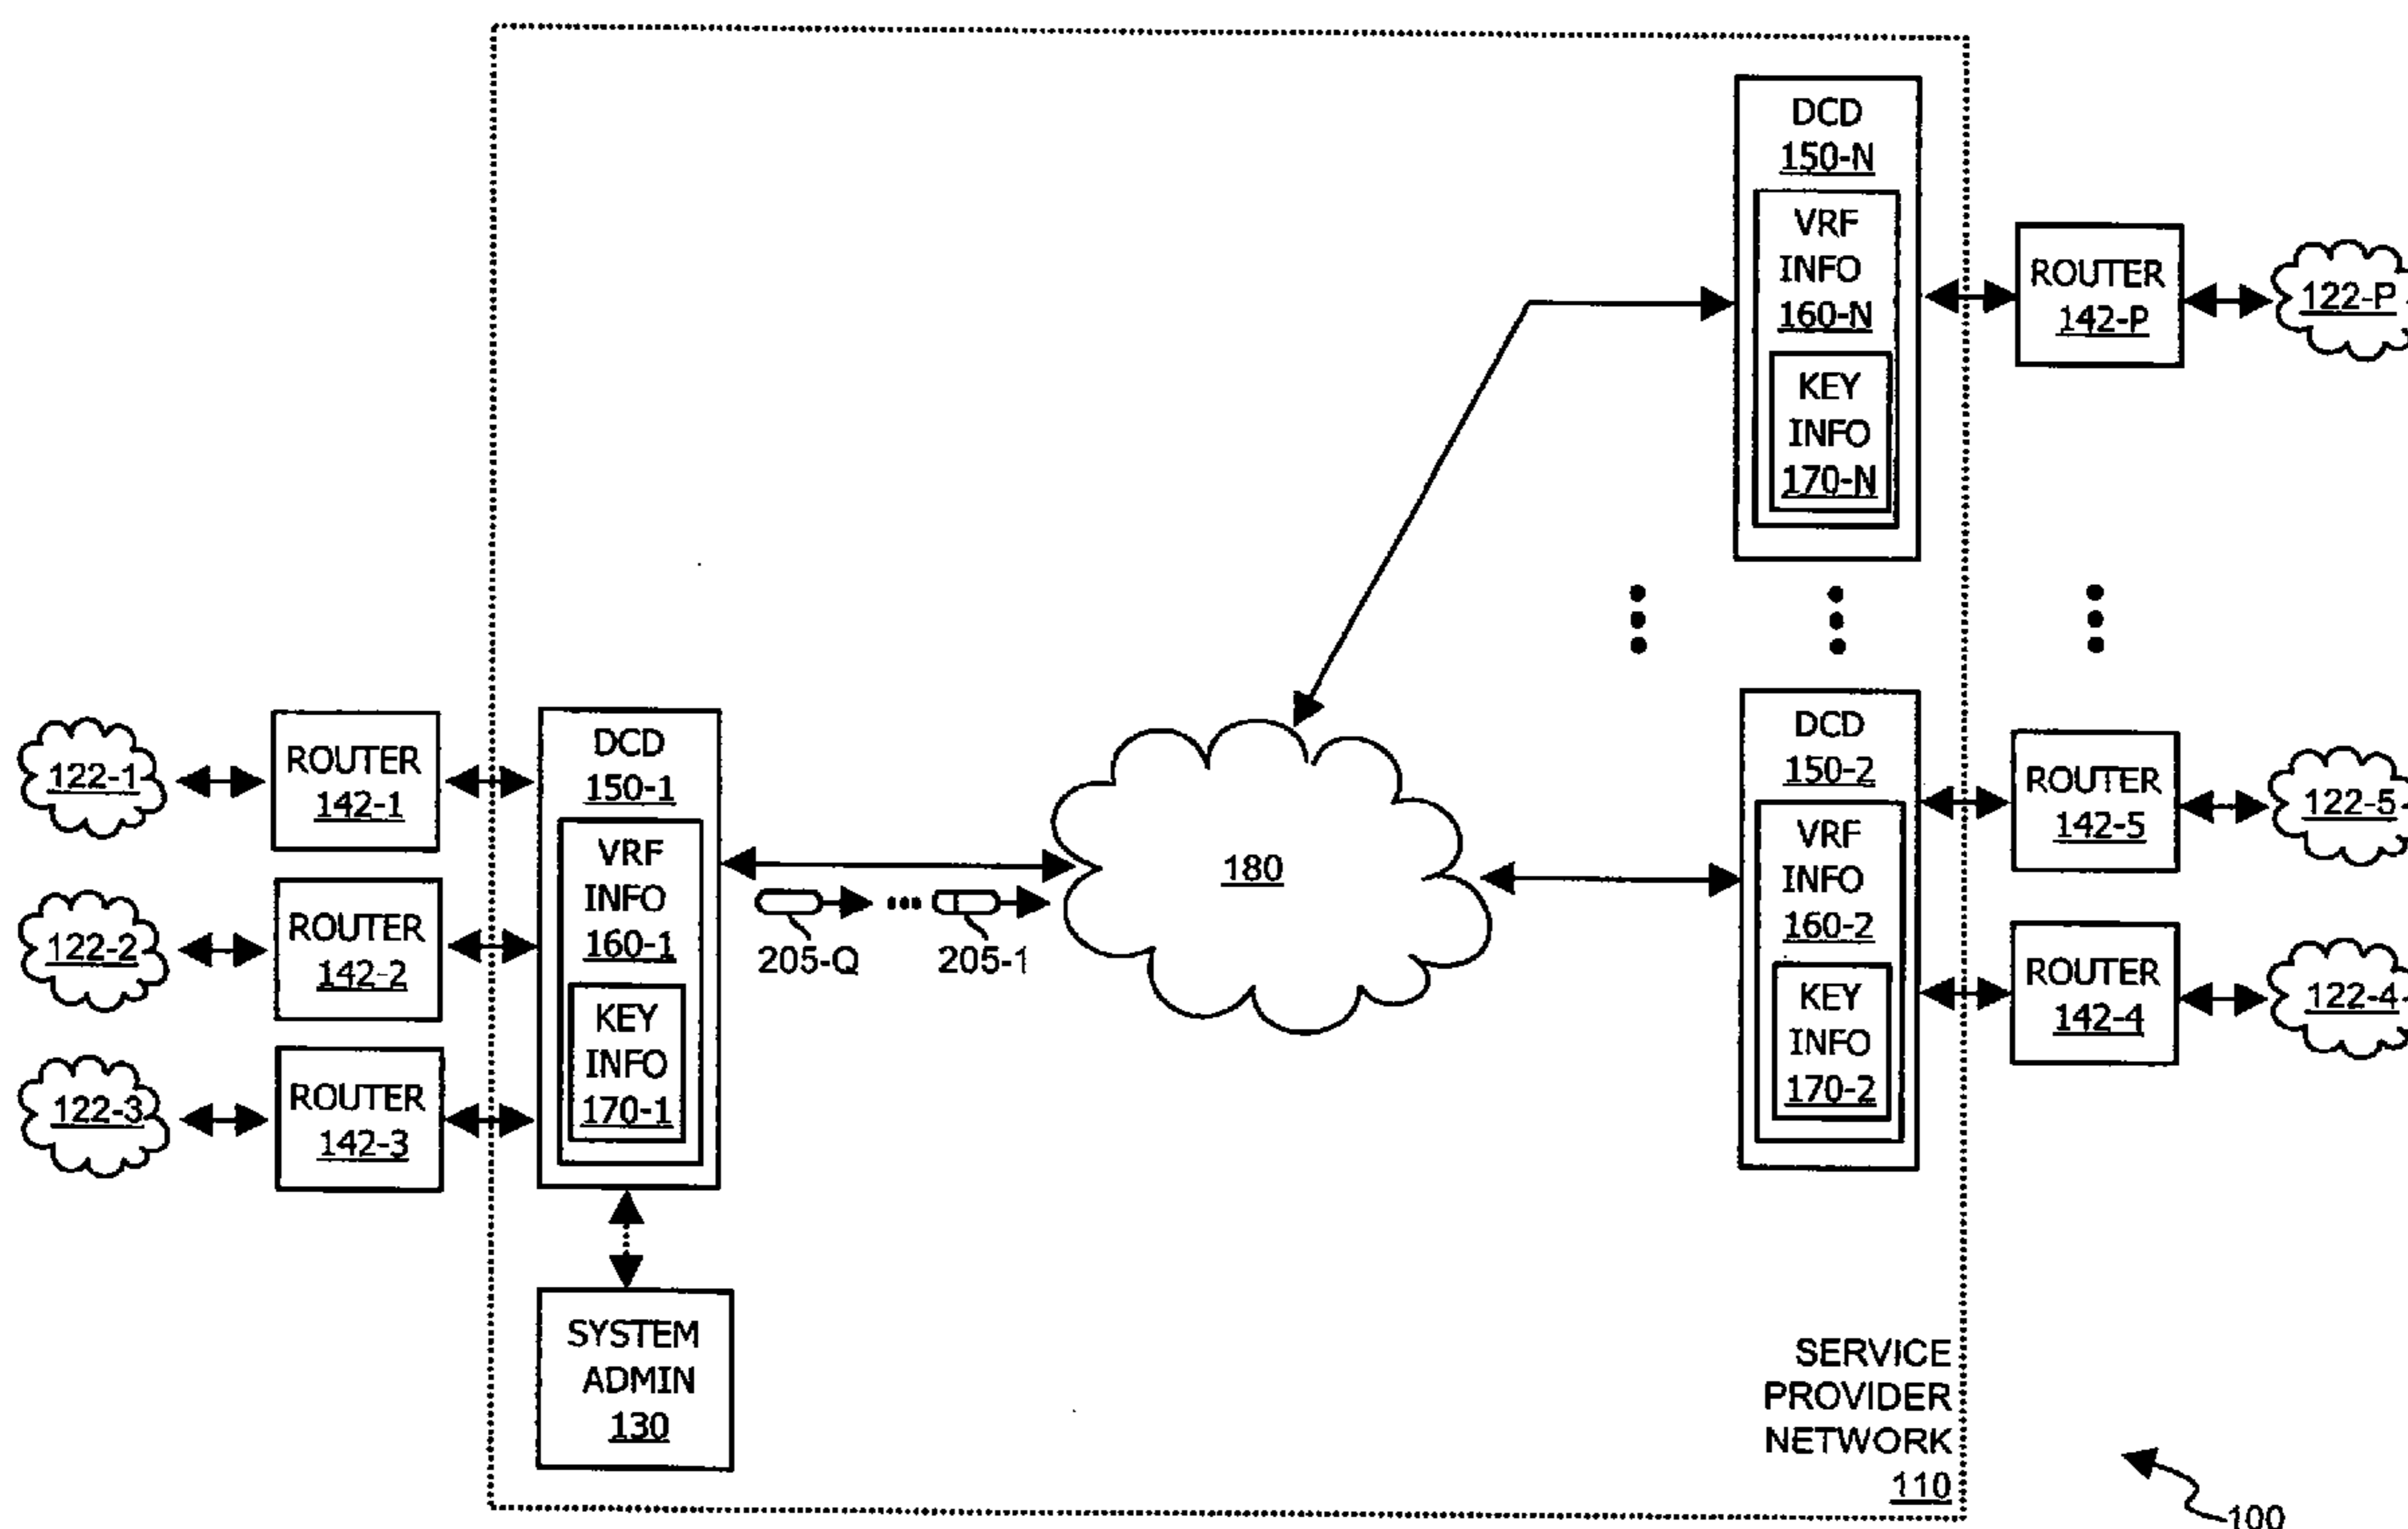 DCD
150-N
VRF
INFO
160-N
KEY
INFO
170-N
ROUTER
142-P
122-P
122-1
ROUTER
142-1
122-2
ROUTER
142-2
122-3
ROUTER
142-3
DCD
150-1
VRF
INFO
160-1
KEY
INFO
170-1
205-Q
205-1
180
DCD
150-2
VRF
INFO
160-2
KEY
INFO
170-2
ROUTER
142-5
122-5
ROUTER
142-4
122-4
SYSTEM
ADMIN
130
SERVICE
PROVIDER
NETWORK
110
100